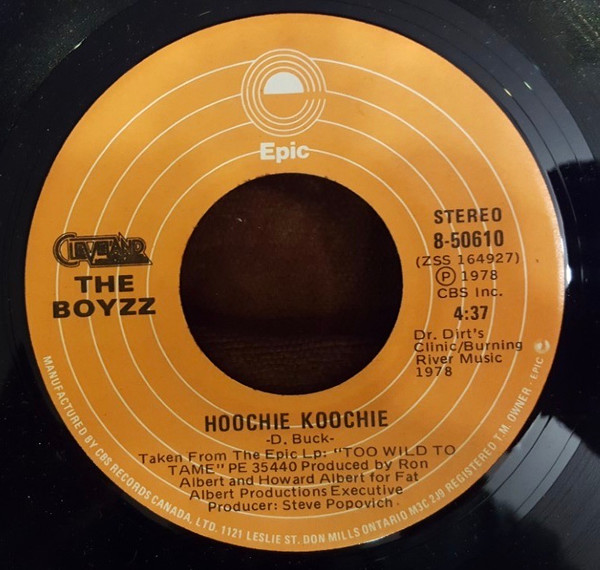 Epic
CLEVELAND
THE
BOYZZ
STEREO
8-50610
(ZSS 164927)
Ⓟ 1978
CBS Inc.
4:37
Dr. Dirt's
Clinic/Burning
River Music
1978
HOOCHIE KOOCHIE
-D. Buck-
Taken From The Epic Lp: "TOO WILD TO
TAME" PE 35440 Produced by Ron
Albert and Howard Albert for Fat
Albert Productions Executive
Producer: Steve Popovich
MANUFACTURED BY CBS RECORDS CANADA, LTD. 1121 LESLIE ST. DON MILLS ONTARIO M3C 2J9 REGISTERED T.M. OWNER. EPIC